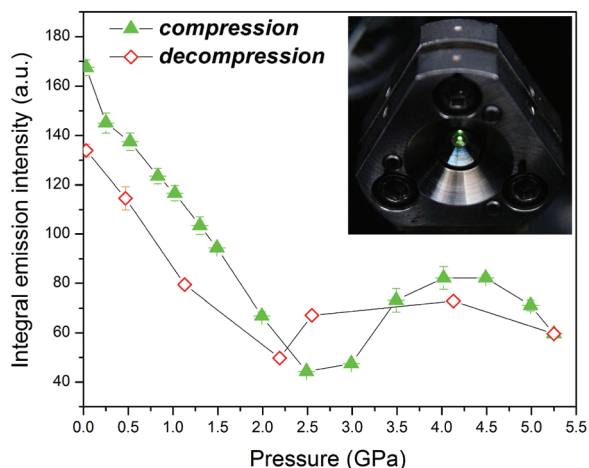 compression
decompression
Integral emission intensity (a.u.)
180
160
140
120
100
80
60
40
0.0 0.5 1.0 1.5 2.0 2.5 3.0 3.5 4.0 4.5 5.0 5.5
Pressure (GPa)